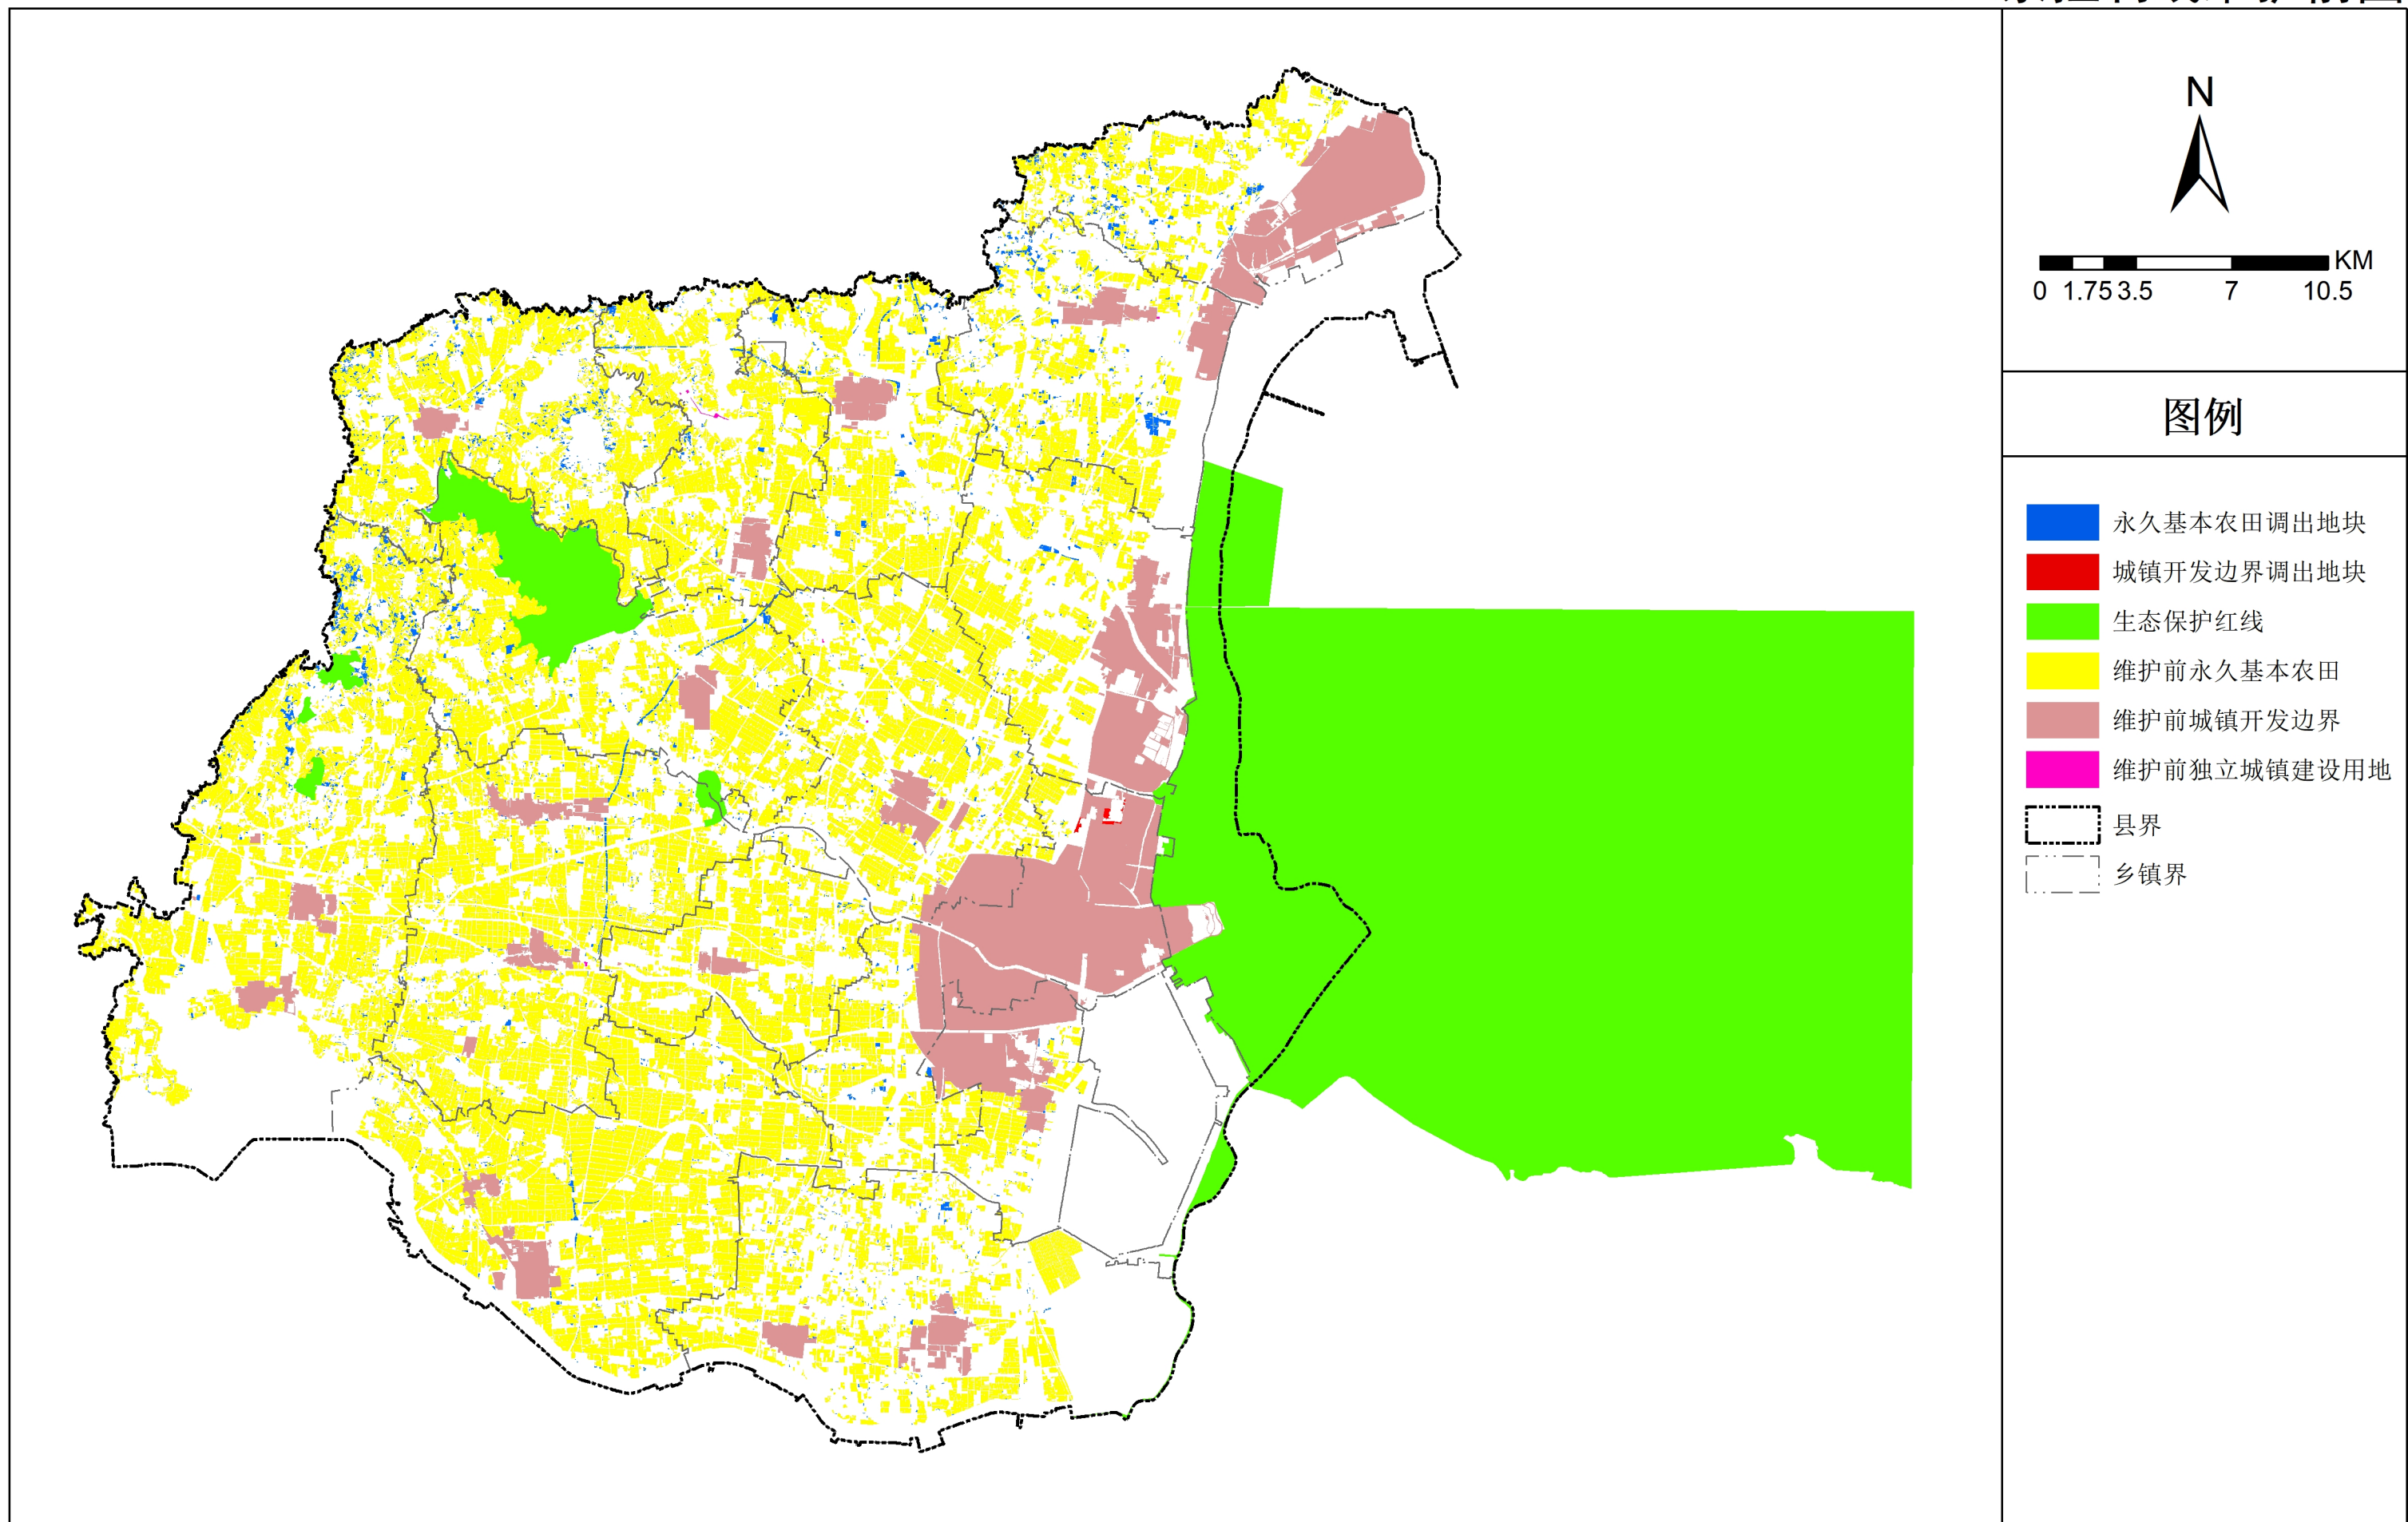 N
KM
0 1.75 3.5 7 10.5
图例
永久基本农田调出地块
城镇开发边界调出地块
生态保护红线
维护前永久基本农田
维护前城镇开发边界
维护前独立城镇建设用地
县界
乡镇界